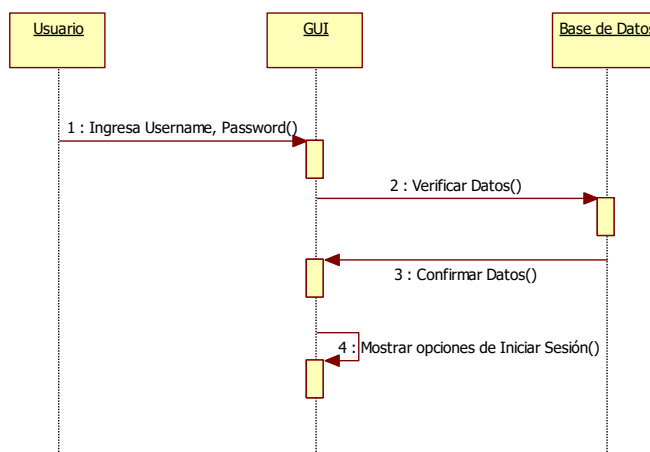 Usuario
GUI
Base de Datos
1 : Ingresa Username, Password()
2 : Verificar Datos()
3 : Confirmar Datos()
4 : Mostrar opciones de Iniciar Sesión()